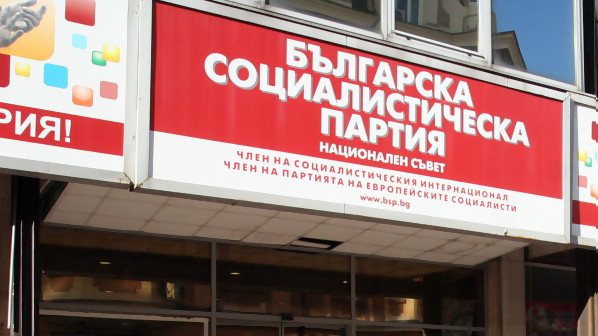 БЪЛГАРСКА
СОЦИАЛИСТИЧЕСКА
ПАРТИЯ
НАЦИОНАЛЕН СЪВЕТ
ЧЛЕН НА СОЦИАЛИСТИЧЕСКИЯ ИНТЕРНАЦИОНАЛ
ЧЛЕН НА ПАРТИЯТА НА ЕВРОПЕЙСКИТЕ СОЦИАЛИСТИ
www.bsp.bg
РИЯ!